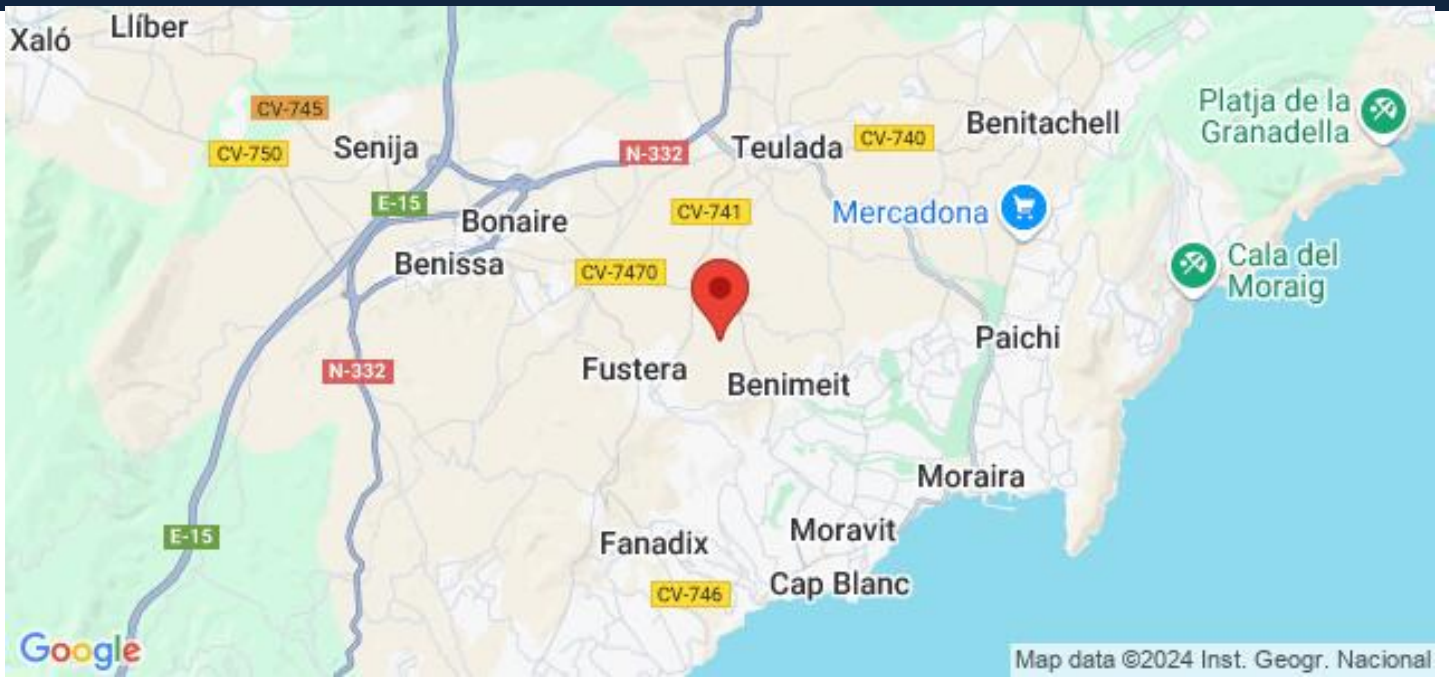 Xaló
Llíber
CV-745
CV-750
Senija
N-332
Teulada
CV-740
Benitachell
Platja de la
Granadella
E-15
Bonaire
CV-741
Mercadona
Benissa
CV-7470
Cala del
Moraig
N-332
Fustera
Benimeit
Paichi
Moraira
E-15
Fanadix
Moravit
CV-746
Cap Blanc
Google
Map data ©2024 Inst. Geogr. Nacional